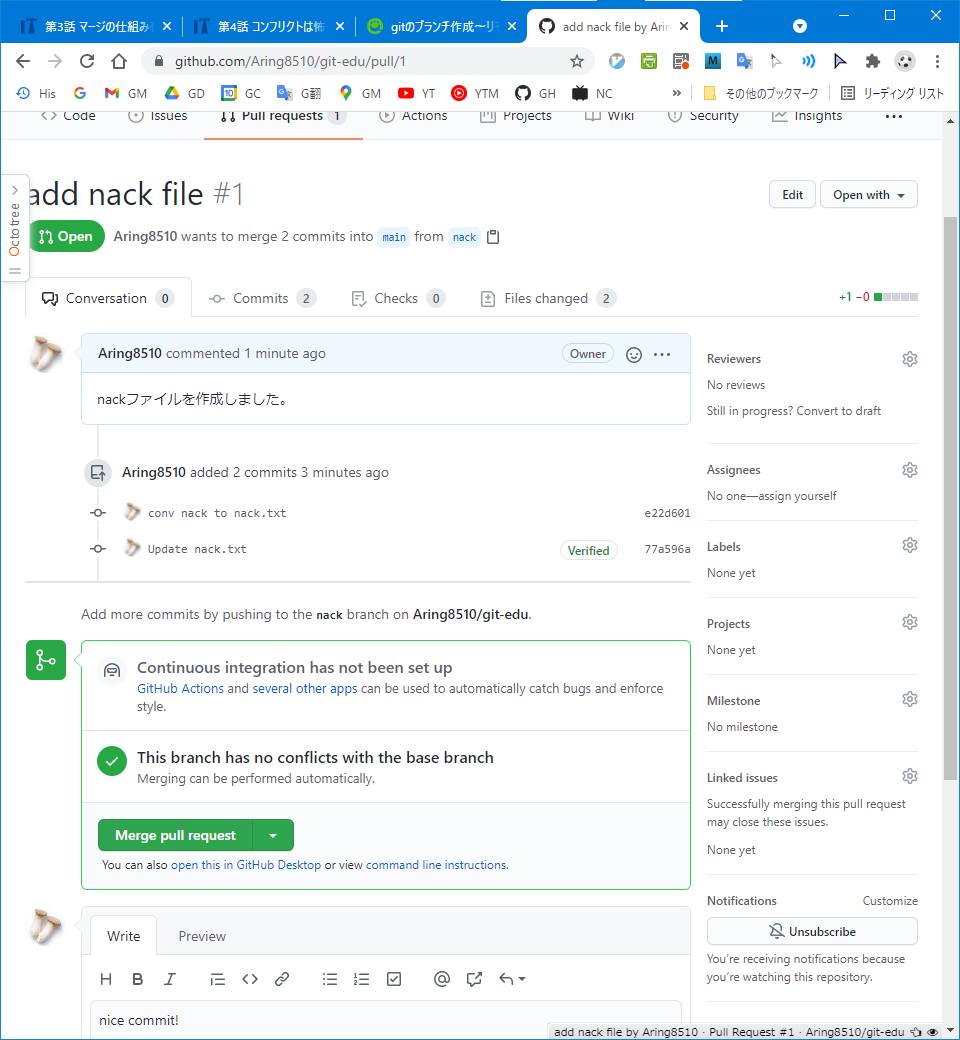 第3話 マージの仕組み
第4話 コンフリクトは怖
gitのブランチ作成〜リモ
add nack file by Arin
github.com/Aring8510/git-edu/pull/1
His
GM
GD
GC
G翻
GM
YT
YTM
GH
NC
»
その他のブックマーク
リーディング リスト
Code
Issues
Pull requests 1
Actions
Projects
Wiki
Security
Insights
Octotree
add nack file #1
Edit
Open with
Open
Aring8510 wants to merge 2 commits into main from nack
Conversation 0
Commits 2
Checks 0
Files changed 2
+1 −0
Aring8510 commented 1 minute ago
Owner
nackファイルを作成しました。
Aring8510 added 2 commits 3 minutes ago
conv nack to nack.txt
e22d601
Update nack.txt
Verified
77a596a
Add more commits by pushing to the nack branch on Aring8510/git-edu.
Continuous integration has not been set up
GitHub Actions and several other apps can be used to automatically catch bugs and enforce
style.
This branch has no conflicts with the base branch
Merging can be performed automatically.
Merge pull request
You can also open this in GitHub Desktop or view command line instructions.
Write
Preview
H B I
nice commit!
Reviewers
No reviews
Still in progress? Convert to draft
Assignees
No one—assign yourself
Labels
None yet
Projects
None yet
Milestone
No milestone
Linked issues
Successfully merging this pull request
may close these issues.
None yet
Notifications
Customize
Unsubscribe
You’re receiving notifications because
you’re watching this repository.
add nack file by Aring8510 · Pull Request #1 · Aring8510/git-edu